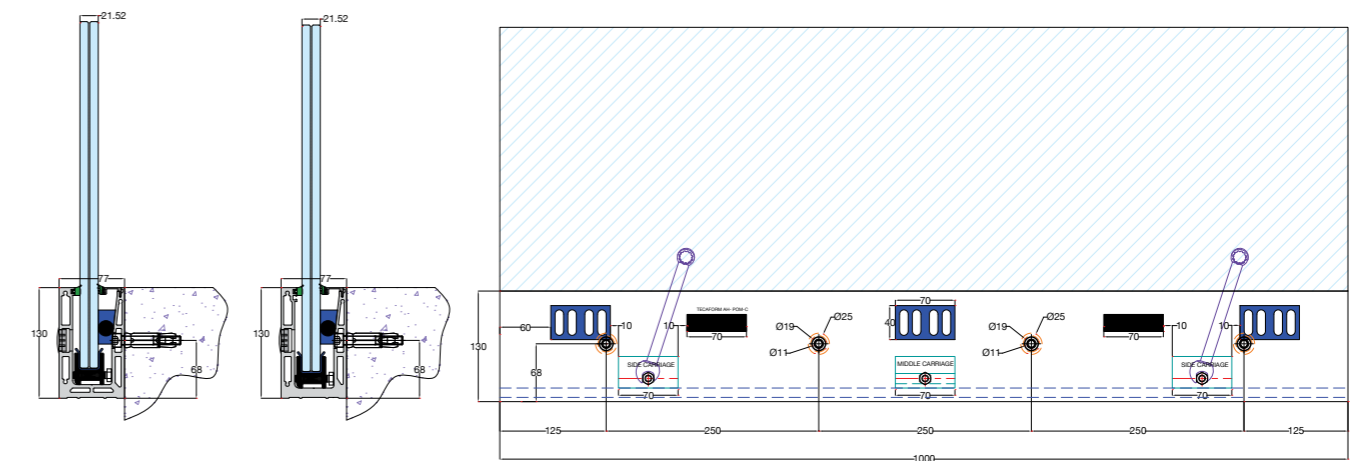 21.52
21.52
77
77
130
68
130
68
130
60
68
10
SIDE CARRIAGE
70
10
TECAFORM AH- POM-C
70
Ø19
Ø25
Ø11
70
40
MIDDLE CARRIAGE
70
Ø19
Ø25
Ø11
70
10
SIDE CARRIAGE
70
10
125
250
250
250
125
1000